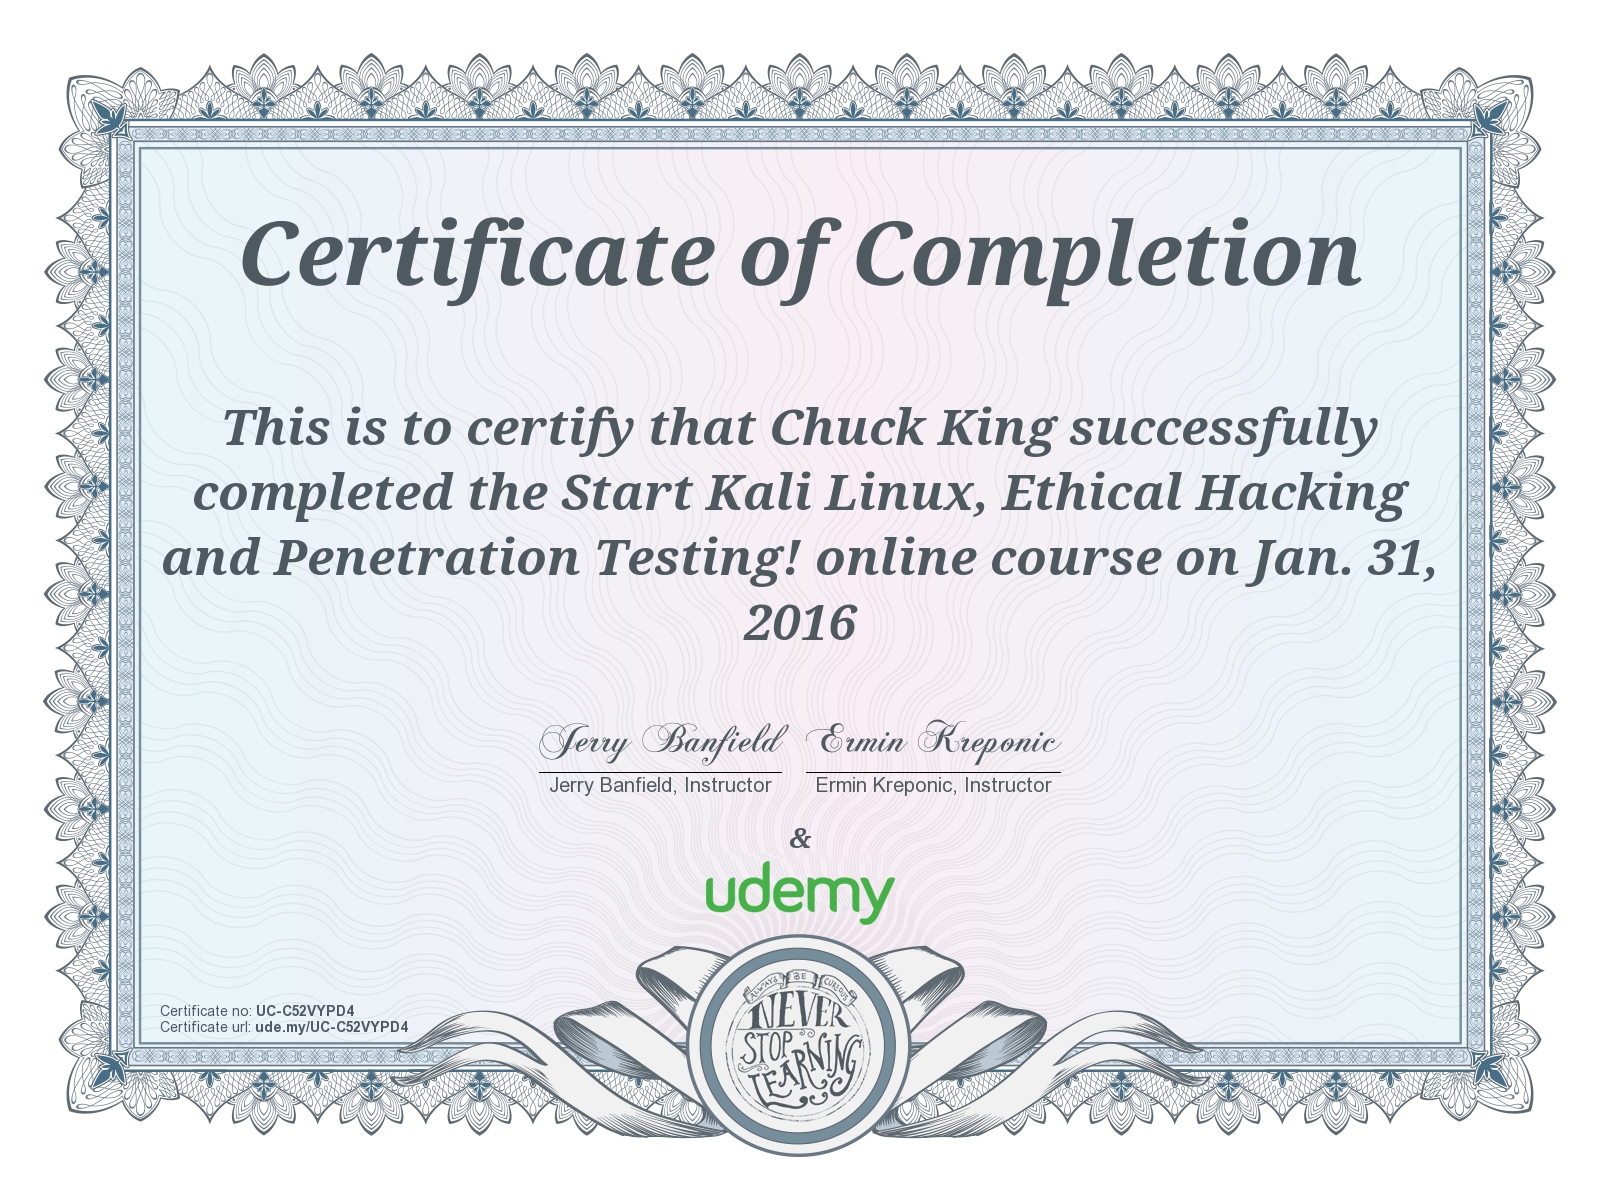 Certificate of Completion
This is to certify that Chuck King successfully
completed the Start Kali Linux, Ethical Hacking
and Penetration Testing! online course on Jan. 31,
2016
Jerry Banfield Ermin Kreponic
Jerry Banfield, Instructor Ermin Kreponic, Instructor
&
udemy
Certificate no: UC-C52VYPD4
Certificate url: ude.my/UC-C52VYPD4
ALWAYS BE CURIOUS
NEVER
STOP
LEARNING